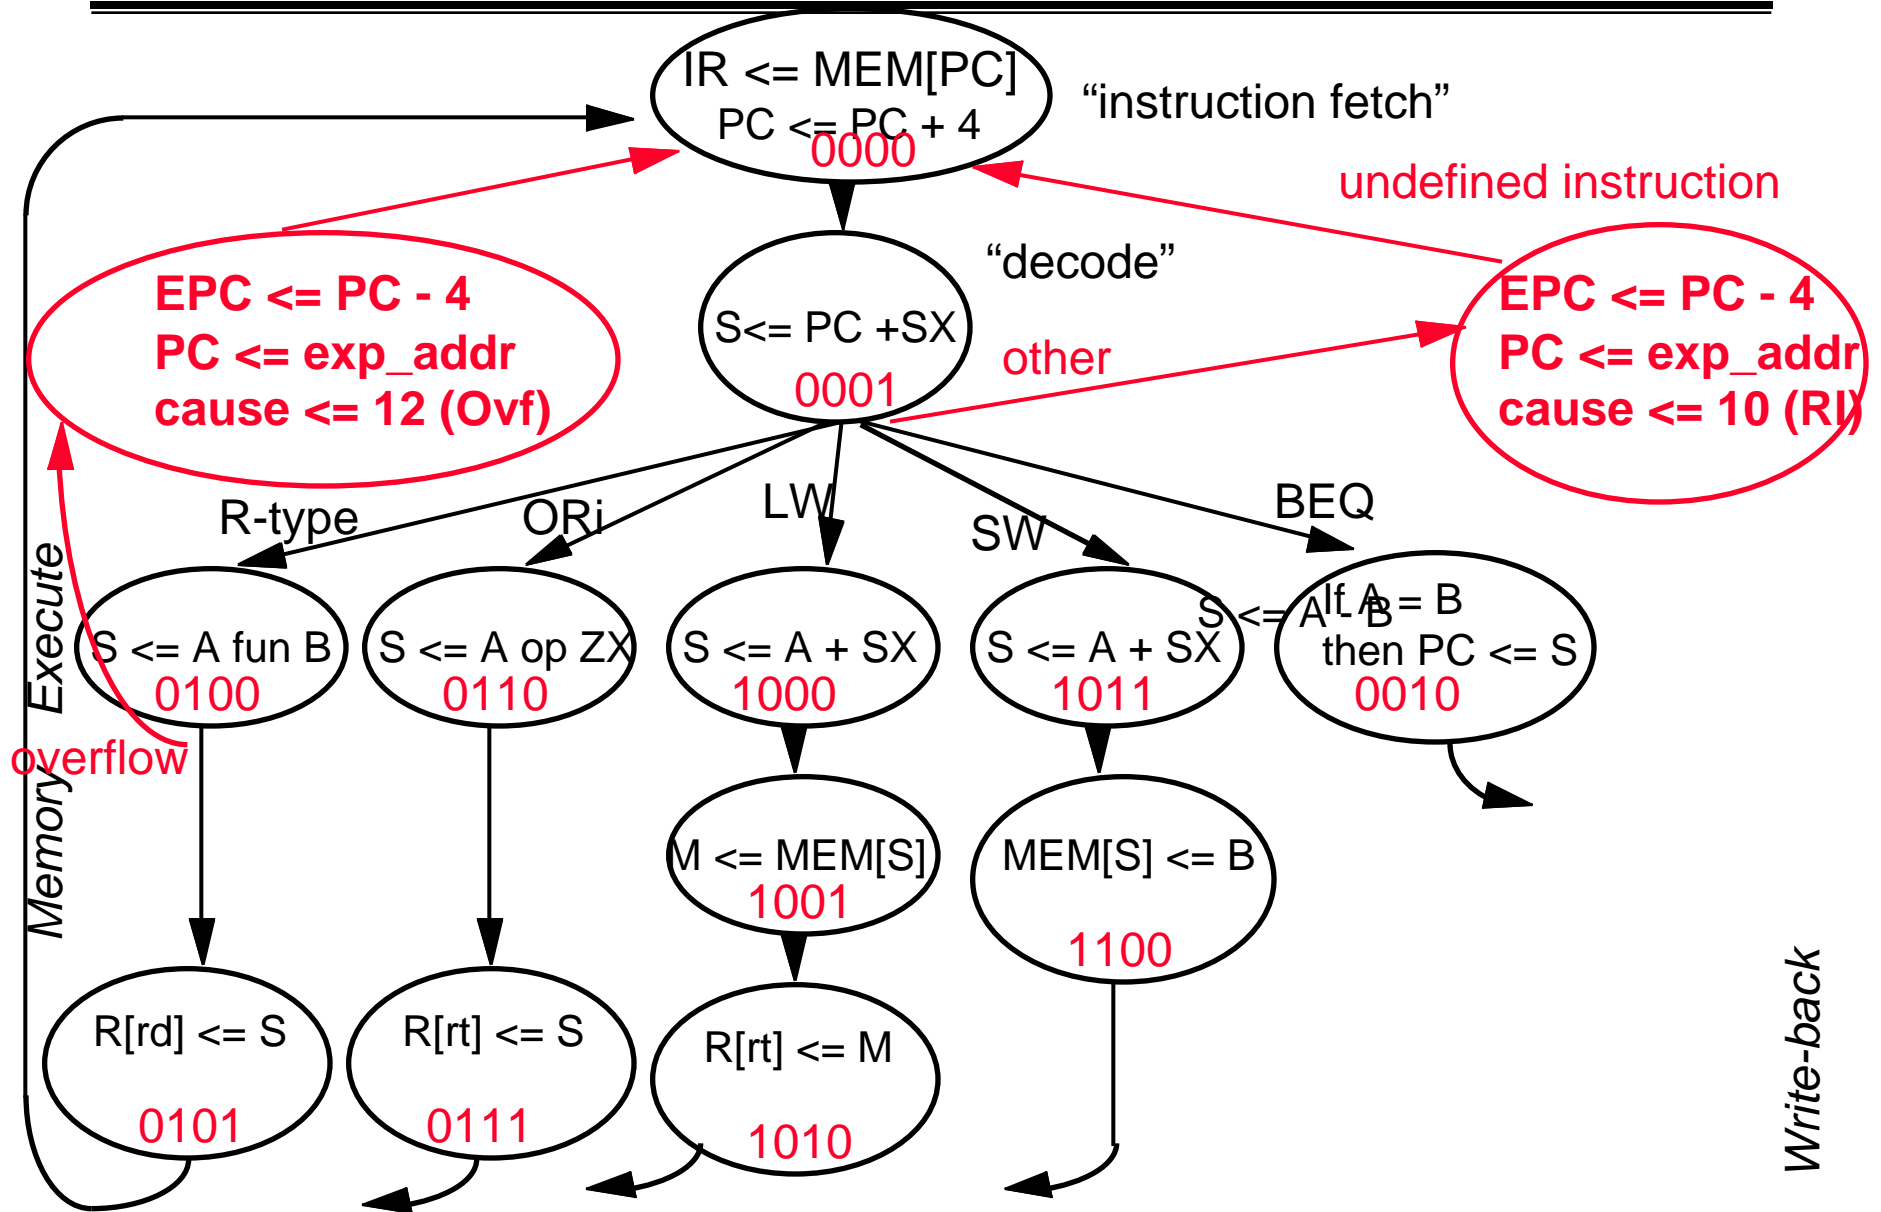 IR <= MEM[PC]
PC <= PC + 4
0000
“instruction fetch”
undefined instruction
“decode”
S<= PC +SX
0001
other
EPC <= PC - 4
PC <= exp_addr
cause <= 12 (Ovf)
EPC <= PC - 4
PC <= exp_addr
cause <= 10 (RI)
R-type
ORi
LW
SW
BEQ
Execute
S <= A fun B
0100
S <= A op ZX
0110
S <= A + SX
1000
S <= A + SX
1011
S <= A - B
If A = B
then PC <= S
0010
overflow
Memory
M <= MEM[S]
1001
MEM[S] <= B
1100
R[rd] <= S
0101
R[rt] <= S
0111
R[rt] <= M
1010
Write-back